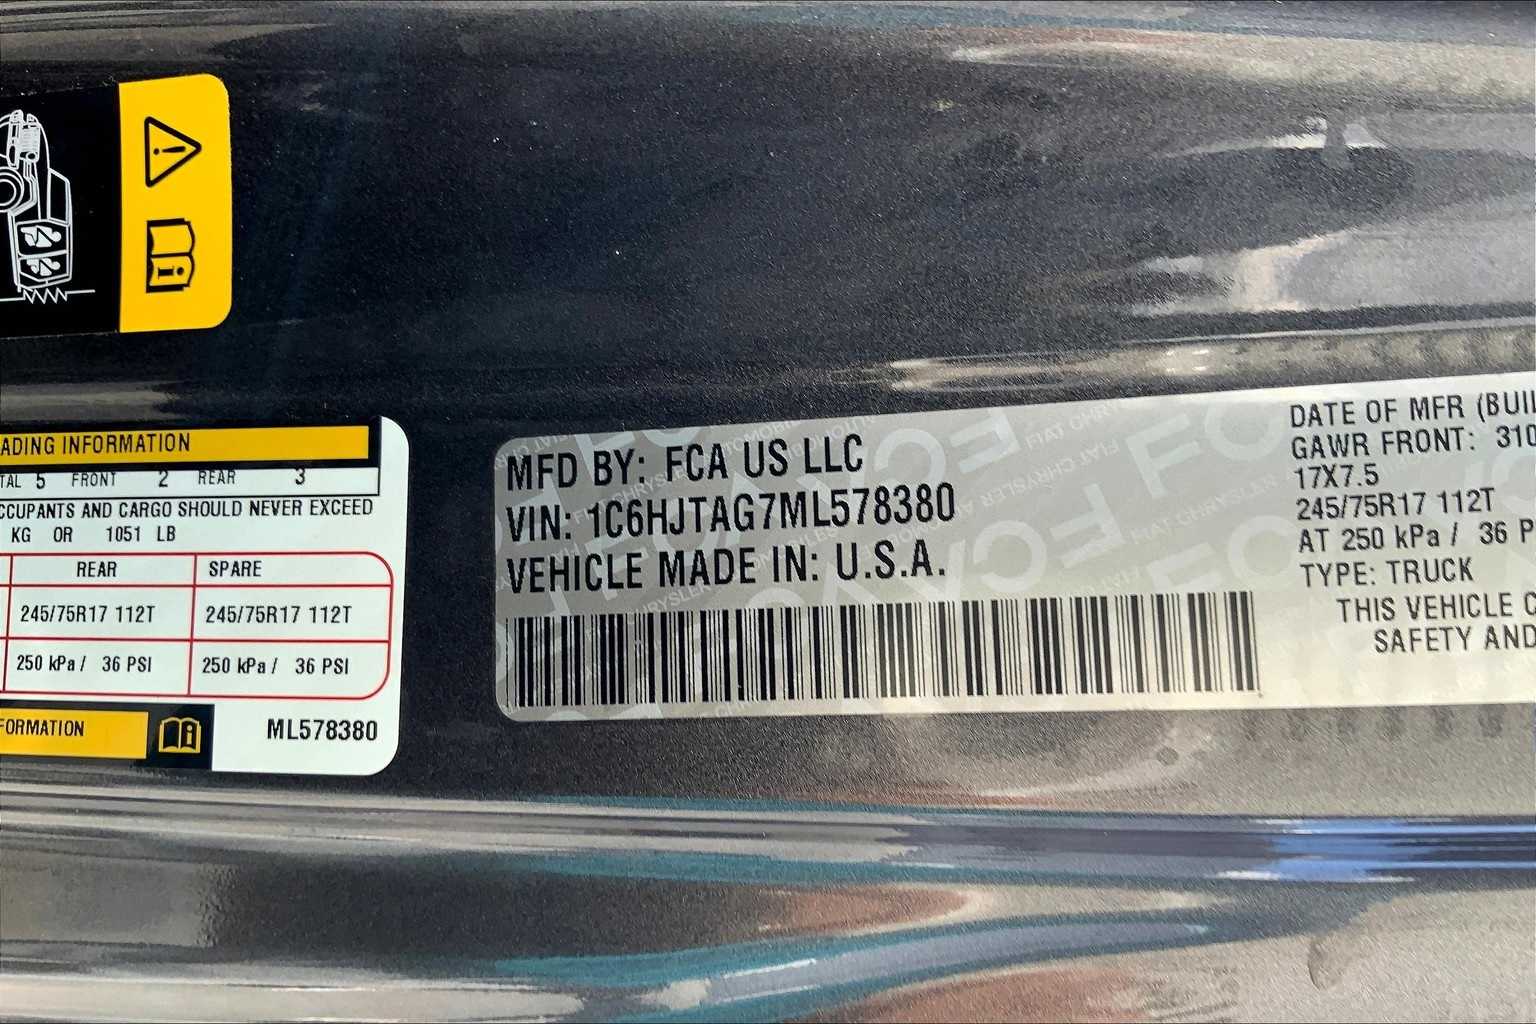 ADING INFORMATION
TAL 5 FRONT 2 REAR 3
CCUPANTS AND CARGO SHOULD NEVER EXCEED
KG OR 1051 LB
REAR SPARE
245/75R17 112T 245/75R17 112T
250 kPa / 36 PSI 250 kPa / 36 PSI
FORMATION
ML578380
MFD BY: FCA US LLC
VIN: 1C6HJTAG7ML578380
VEHICLE MADE IN: U.S.A.
DATE OF MFR (BUIL
GAWR FRONT: 310
17X7.5
245/75R17 112T
AT 250 kPa / 36 P
TYPE: TRUCK
THIS VEHICLE C
SAFETY AND